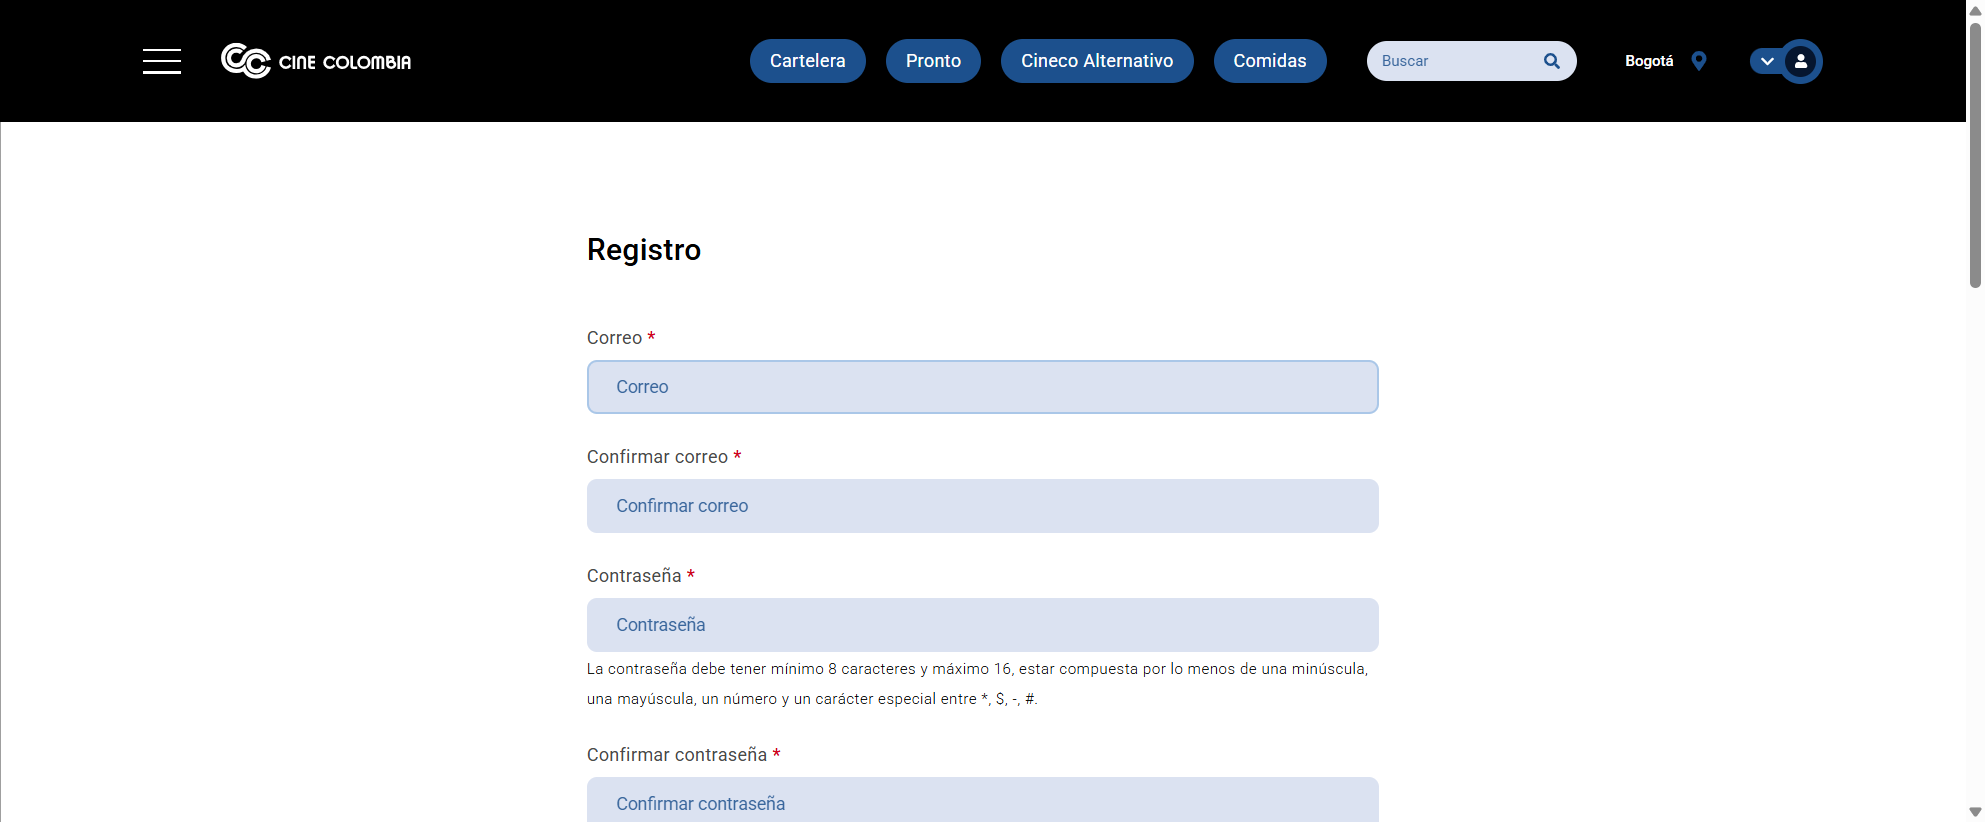 CINE COLOMBIA
Cartelera
Pronto
Cineco Alternativo
Comidas
Buscar
Bogotá
Registro
Correo *
Correo
Confirmar correo *
Confirmar correo
Contraseña *
Contraseña
La contraseña debe tener mínimo 8 caracteres y máximo 16, estar compuesta por lo menos de una minúscula,
una mayúscula, un número y un carácter especial entre *, $, -, #.
Confirmar contraseña *
Confirmar contraseña